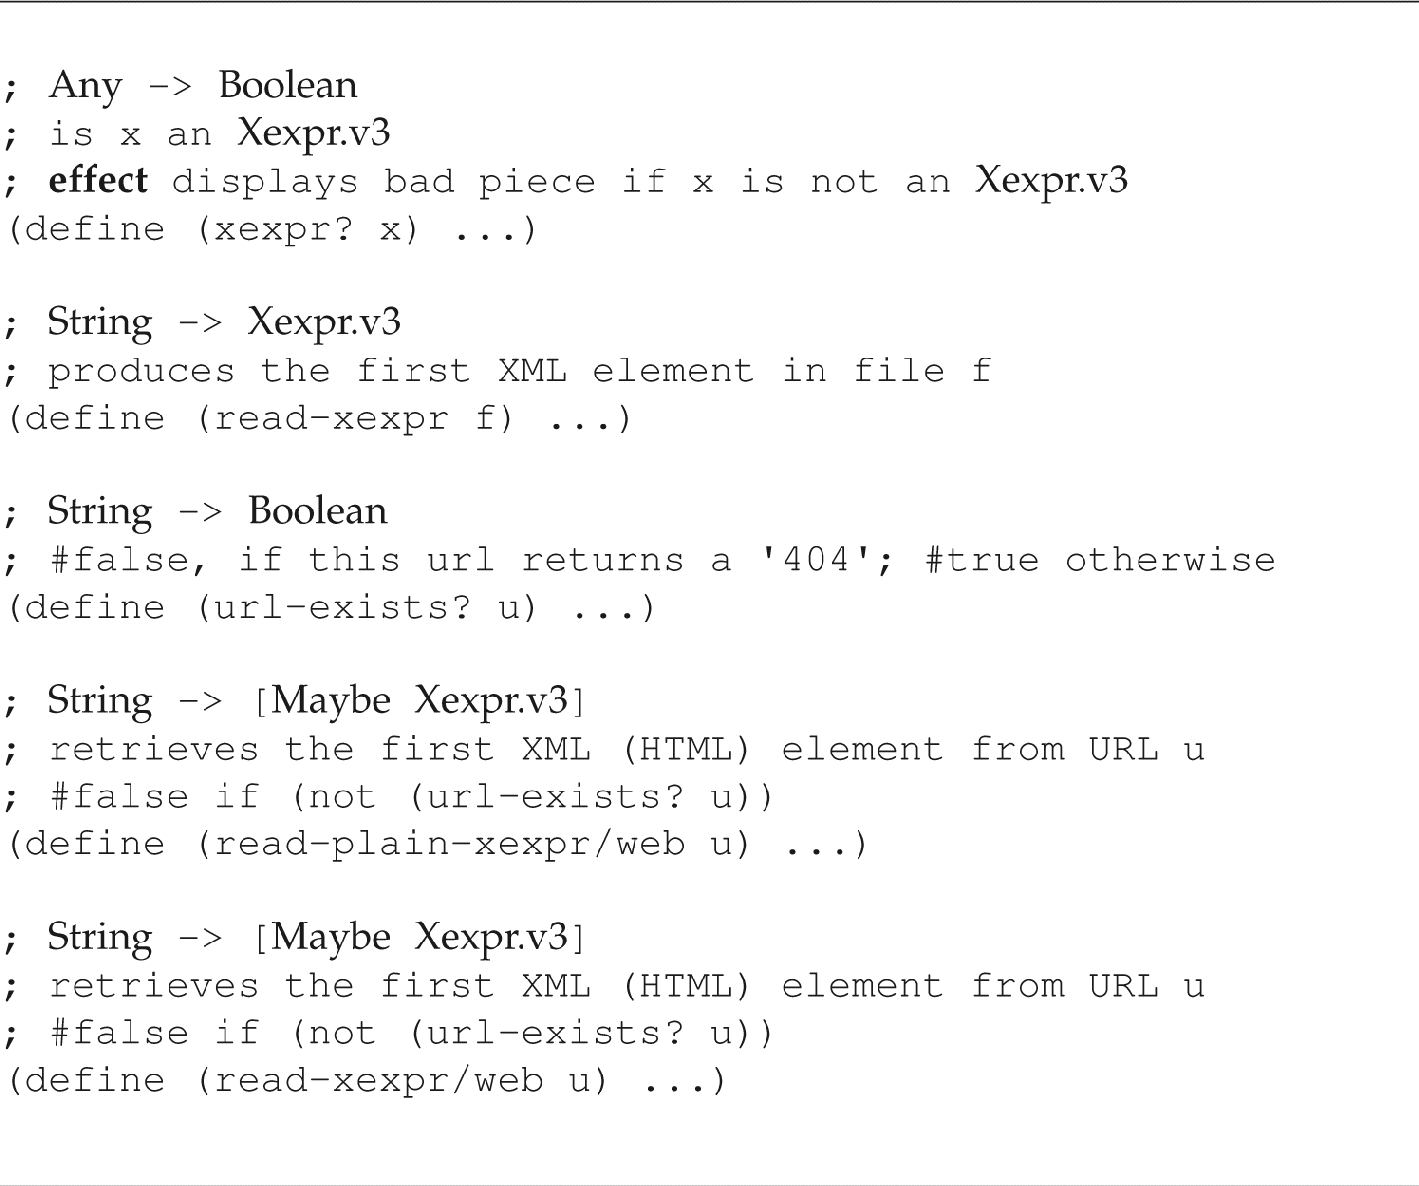 ; Any -> Boolean
; is x an Xexpr.v3
; effect displays bad piece if x is not an Xexpr.v3
(define (xexpr? x) ...)
; String -> Xexpr.v3
; produces the first XML element in file f
(define (read-xexpr f) ...)
; String -> Boolean
; #false, if this url returns a '404'; #true otherwise
(define (url-exists? u) ...)
; String -> [Maybe Xexpr.v3]
; retrieves the first XML (HTML) element from URL u
; #false if (not (url-exists? u))
(define (read-plain-xexpr/web u) ...)
; String -> [Maybe Xexpr.v3]
; retrieves the first XML (HTML) element from URL u
; #false if (not (url-exists? u))
(define (read-xexpr/web u) ...)